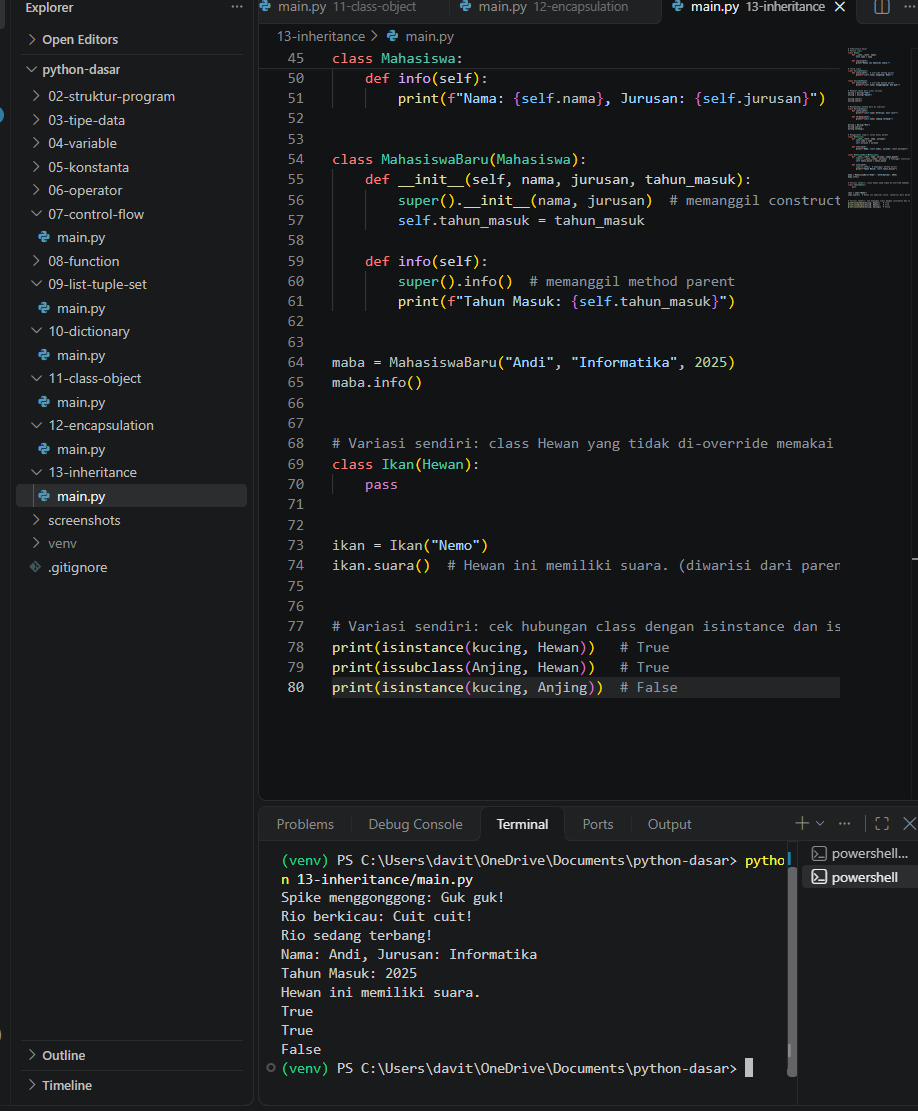 Explorer
Open Editors
python-dasar
02-struktur-program
03-tipe-data
04-variable
05-konstanta
06-operator
07-control-flow
main.py
08-function
09-list-tuple-set
main.py
10-dictionary
main.py
11-class-object
main.py
12-encapsulation
main.py
13-inheritance
main.py
screenshots
venv
.gitignore
Outline
Timeline
main.py 11-class-object
main.py 12-encapsulation
main.py 13-inheritance
13-inheritance > main.py
45 class Mahasiswa:
50     def info(self):
51         print(f"Nama: {self.nama}, Jurusan: {self.jurusan}")
52
53
54 class MahasiswaBaru(Mahasiswa):
55     def __init__(self, nama, jurusan, tahun_masuk):
56         super().__init__(nama, jurusan)  # memanggil construct
57         self.tahun_masuk = tahun_masuk
58
59     def info(self):
60         super().info()  # memanggil method parent
61         print(f"Tahun Masuk: {self.tahun_masuk}")
62
63
64 maba = MahasiswaBaru("Andi", "Informatika", 2025)
65 maba.info()
66
67
68 # Variasi sendiri: class Hewan yang tidak di-override memakai
69 class Ikan(Hewan):
70     pass
71
72
73 ikan = Ikan("Nemo")
74 ikan.suara()  # Hewan ini memiliki suara. (diwarisi dari paren
75
76
77 # Variasi sendiri: cek hubungan class dengan isinstance dan is
78 print(isinstance(kucing, Hewan))   # True
79 print(issubclass(Anjing, Hewan))   # True
80 print(isinstance(kucing, Anjing))  # False
Problems
Debug Console
Terminal
Ports
Output
(venv) PS C:\Users\davit\OneDrive\Documents\python-dasar> pytho
n 13-inheritance/main.py
Spike menggonggong: Guk guk!
Rio berkicau: Cuit cuit!
Rio sedang terbang!
Nama: Andi, Jurusan: Informatika
Tahun Masuk: 2025
Hewan ini memiliki suara.
True
True
False
(venv) PS C:\Users\davit\OneDrive\Documents\python-dasar>
powershell...
powershell